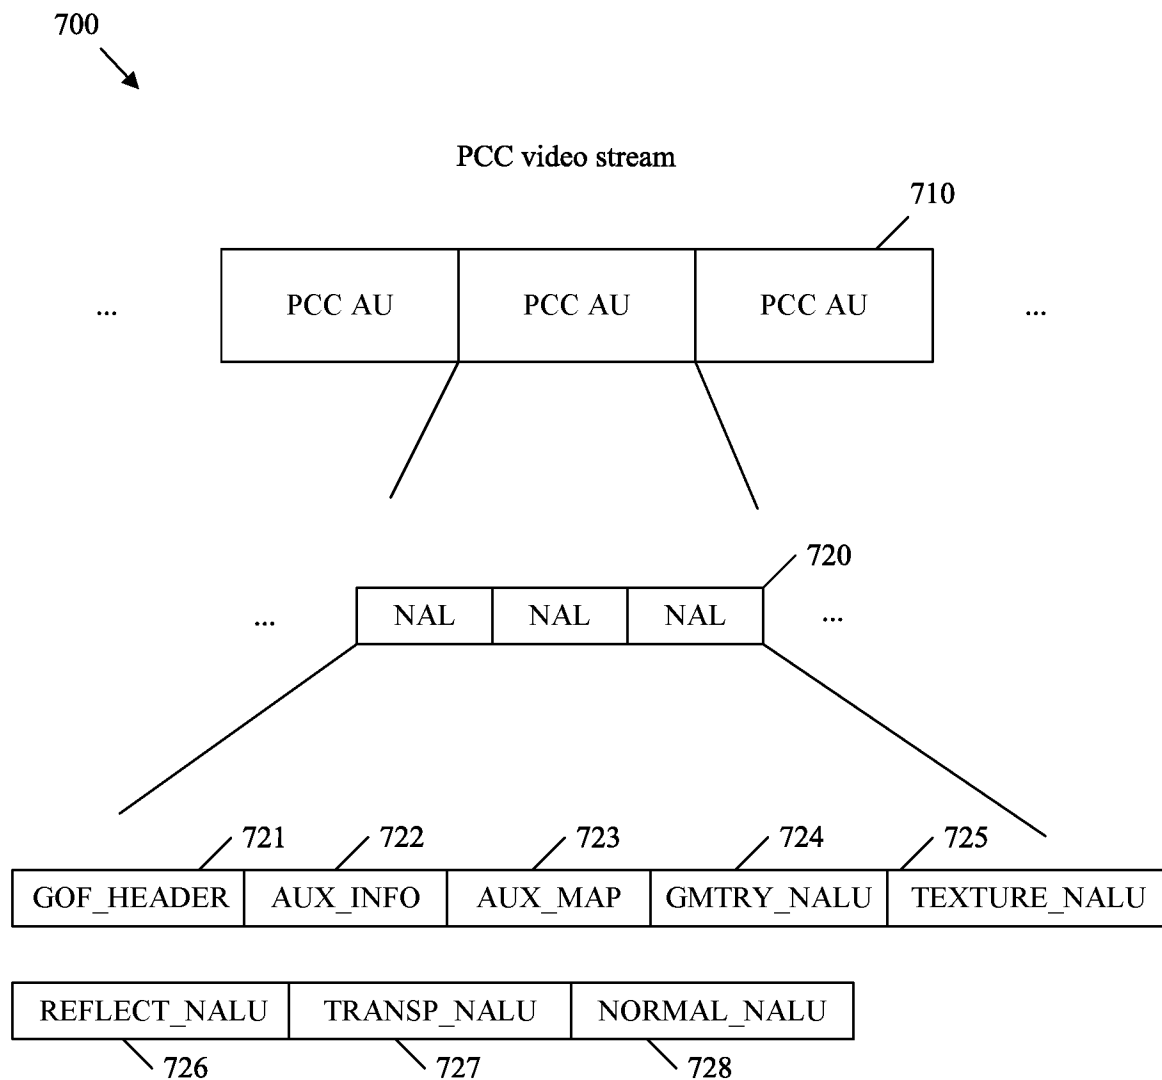 700
PCC video stream
710
... PCC AU PCC AU PCC AU ...
720
... NAL NAL NAL ...
721 722 723 724 725
GOF_HEADER AUX_INFO AUX_MAP GMTRY_NALU TEXTURE_NALU
REFLECT_NALU TRANSP_NALU NORMAL_NALU
726 727 728